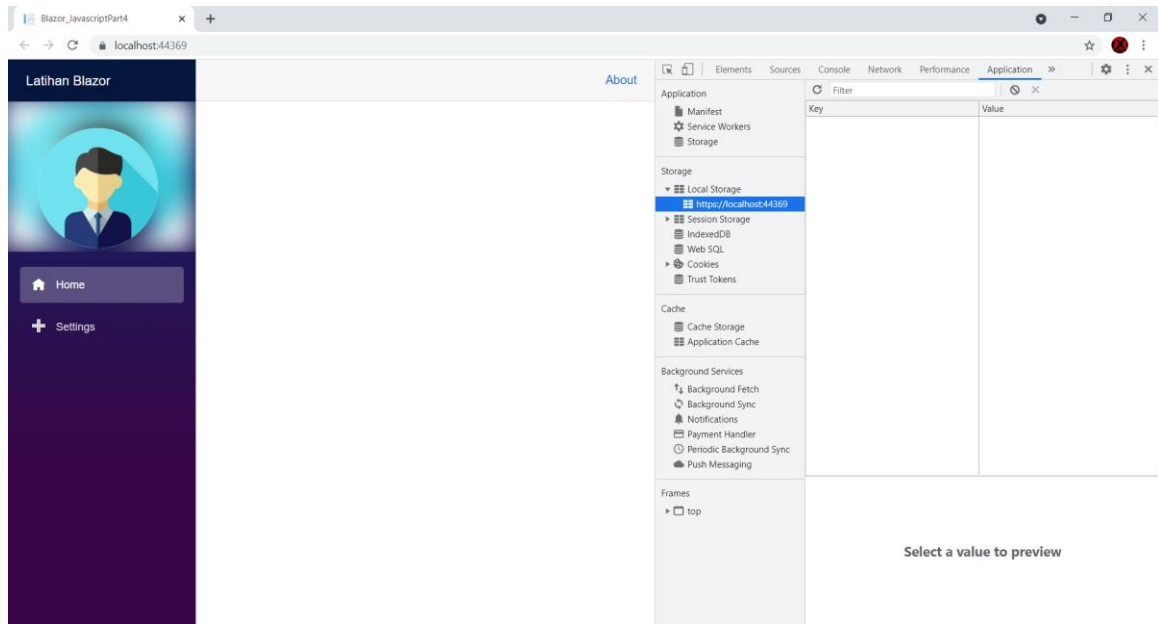 Blazor_JavascriptPart4
localhost:44369
Latihan Blazor
About
Home
Settings
Elements Sources Console Network Performance Application »
Application
Manifest
Service Workers
Storage
Storage
Local Storage
https://localhost:44369
Session Storage
IndexedDB
Web SQL
Cookies
Trust Tokens
Cache
Cache Storage
Application Cache
Background Services
Background Fetch
Background Sync
Notifications
Payment Handler
Periodic Background Sync
Push Messaging
Frames
top
Filter
Key Value
Select a value to preview